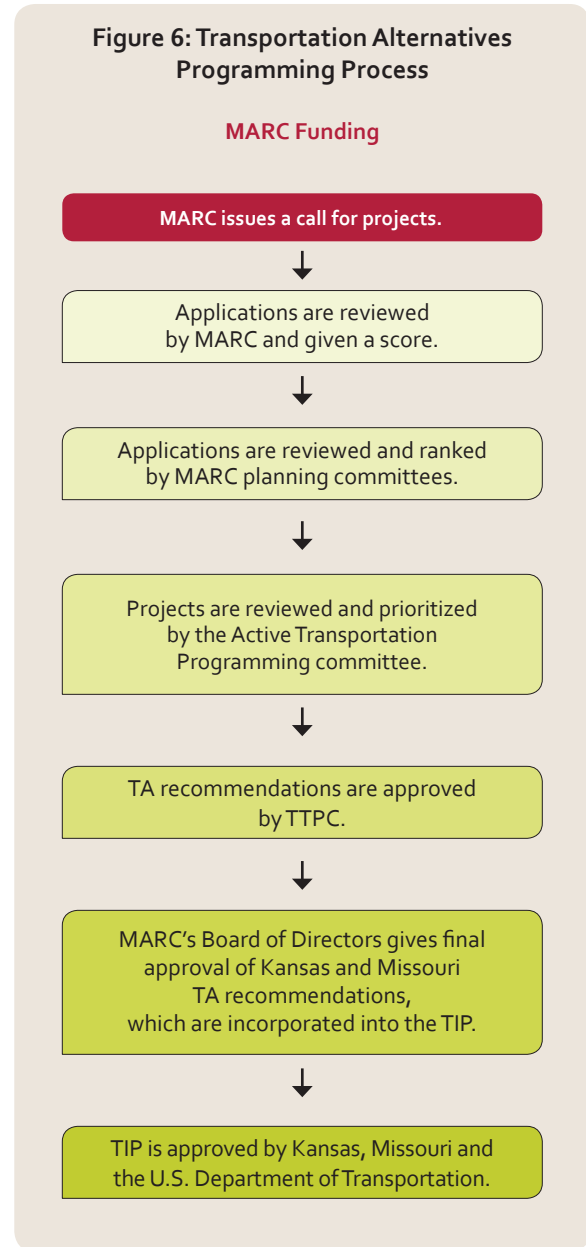 Figure 6: Transportation Alternatives
Programming Process
MARC Funding
MARC issues a call for projects.
Applications are reviewed
by MARC and given a score.
Applications are reviewed and ranked
by MARC planning committees.
Projects are reviewed and prioritized
by the Active Transportation
Programming committee.
TA recommendations are approved
by TTPC.
MARC’s Board of Directors gives final
approval of Kansas and Missouri
TA recommendations,
which are incorporated into the TIP.
TIP is approved by Kansas, Missouri and
the U.S. Department of Transportation.